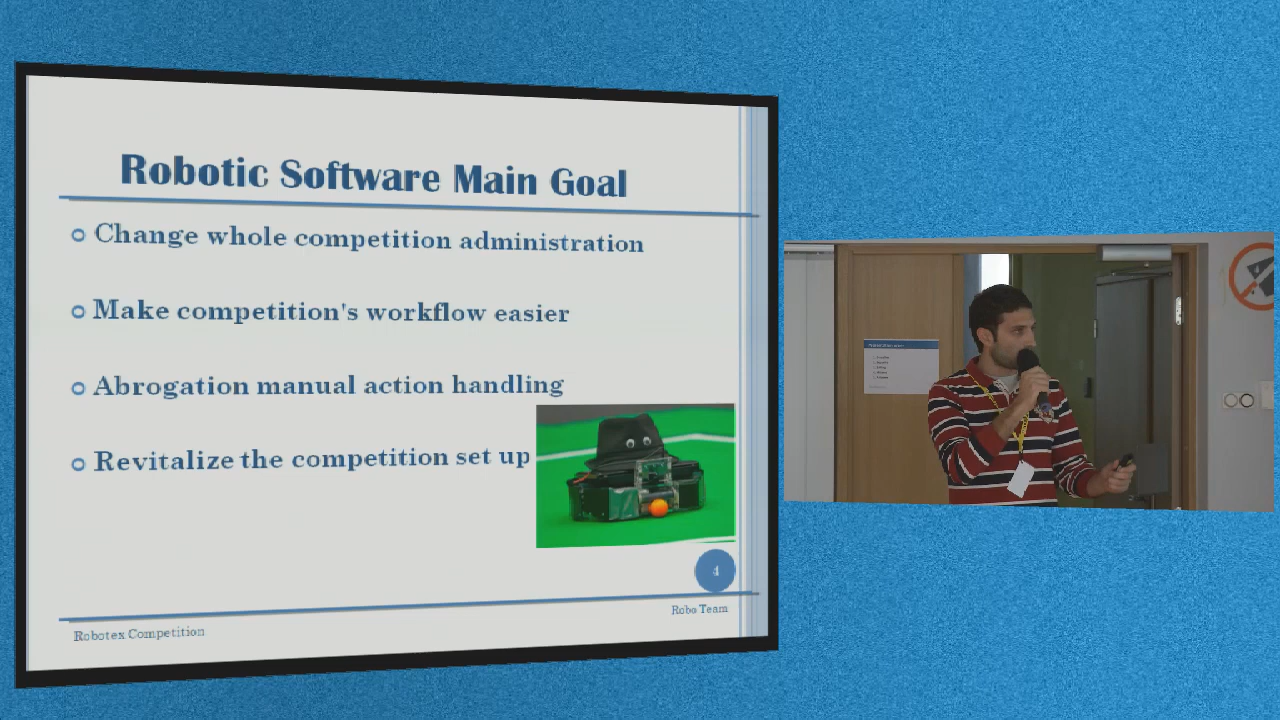 Robotic Software Main Goal
Change whole competition administration
Make competition's workflow easier
Abrogation manual action handling
Revitalize the competition set up
4
Robo Team
Robotex Competition